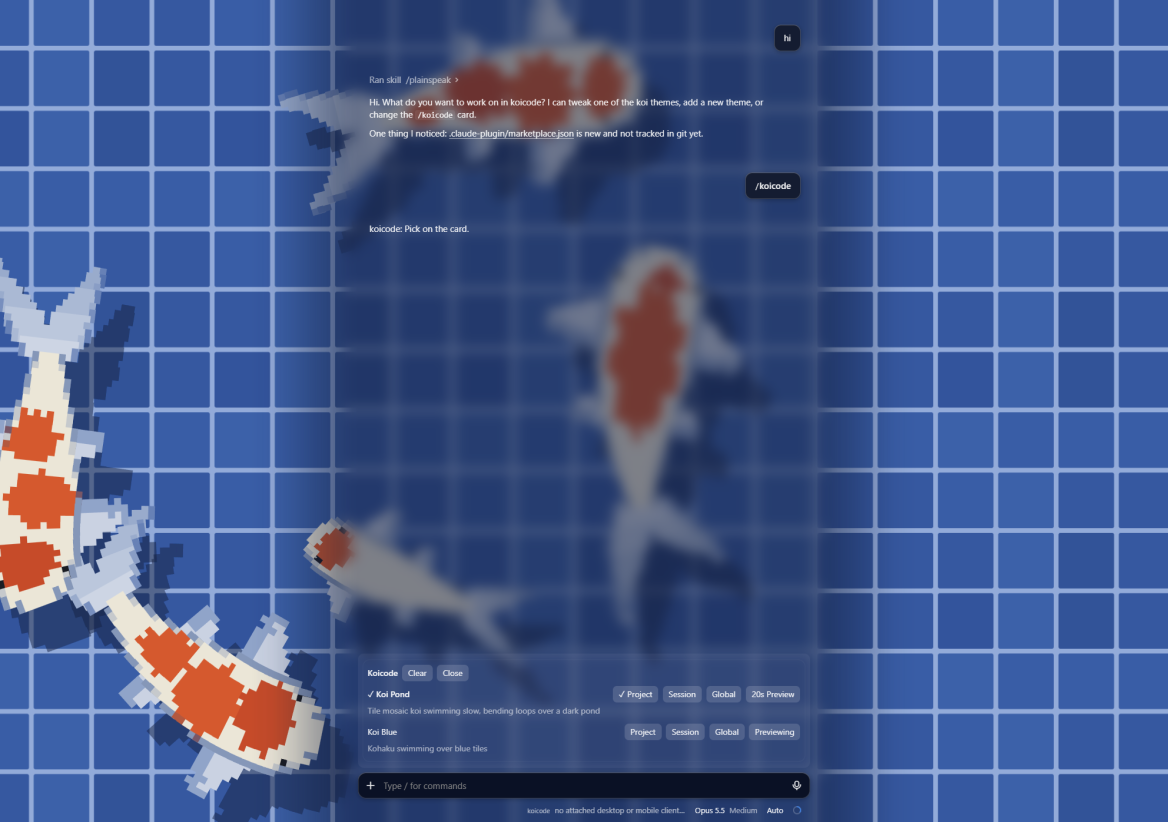 hi
Ran skill /plainspeak ›
Hi. What do you want to work on in koicode? I can tweak one of the koi themes, add a new theme, or
change the /koicode card.
One thing I noticed: .claude-plugin/marketplace.json is new and not tracked in git yet.
/koicode
koicode: Pick on the card.
Koicode Clear Close
✓ Koi Pond ✓ Project Session Global 20s Preview
Tile mosaic koi swimming slow, bending loops over a dark pond
Koi Blue Project Session Global Previewing
Kohaku swimming over blue tiles
+ Type / for commands
koicode no attached desktop or mobile client... Opus 5.5 Medium Auto